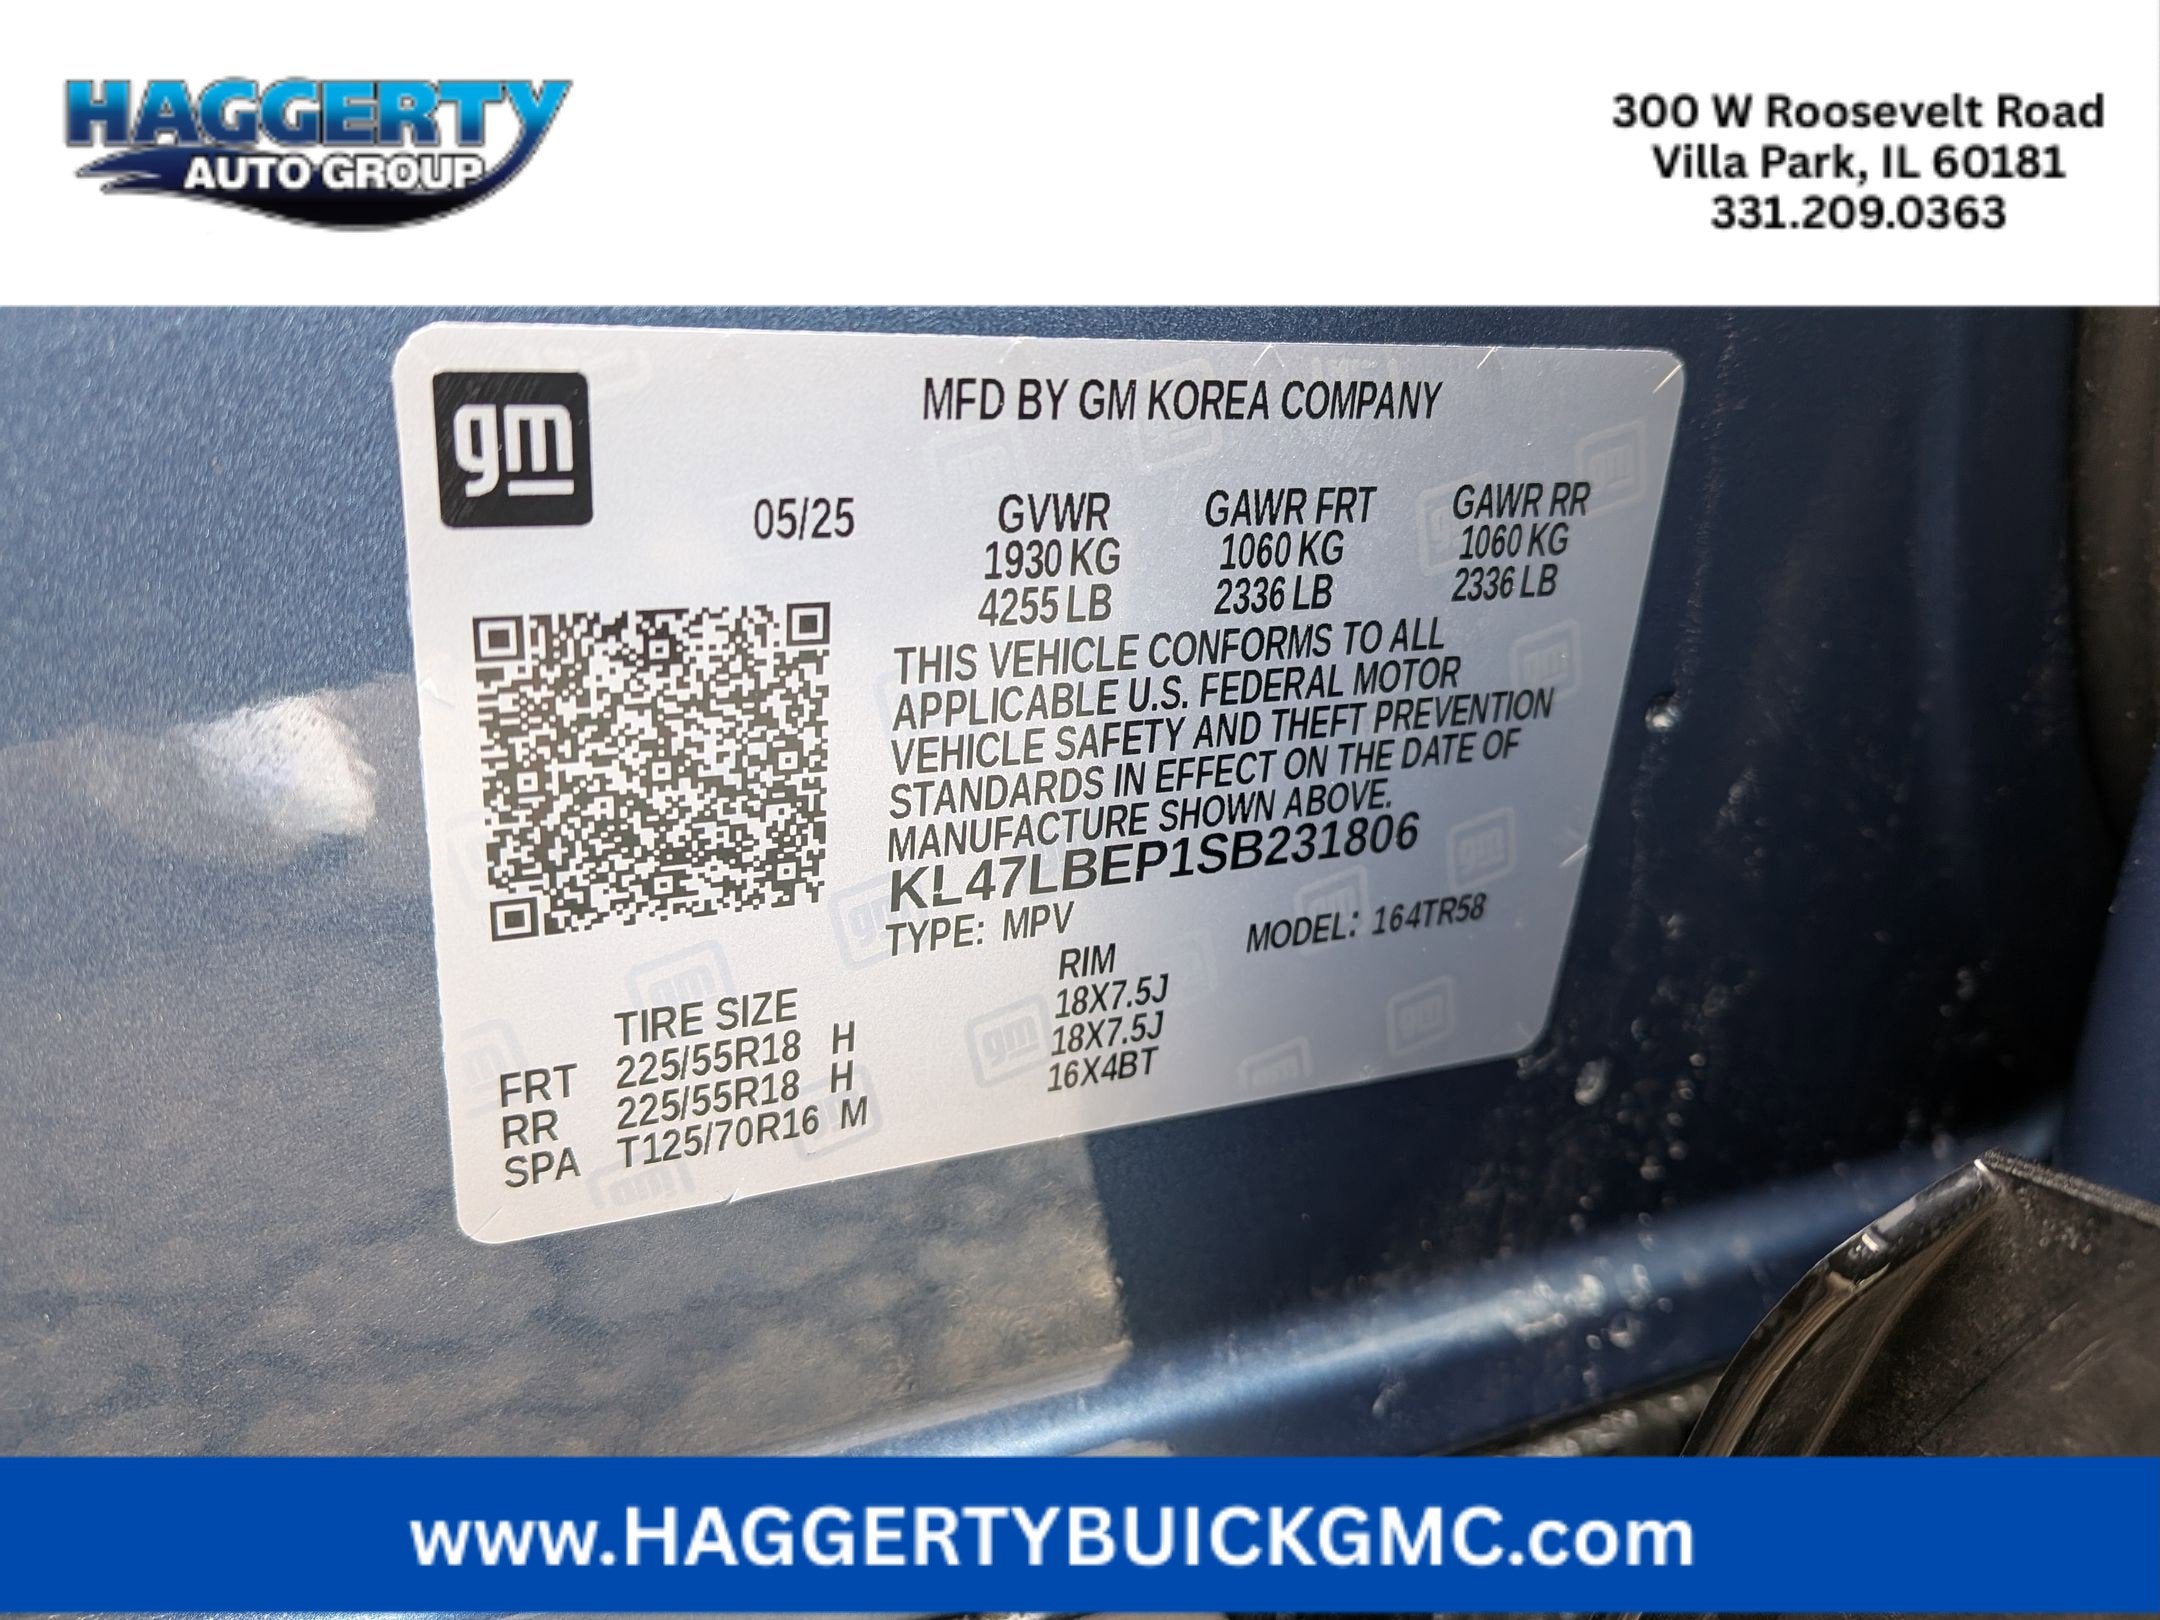 HAGGERTY
AUTO GROUP
300 W Roosevelt Road
Villa Park, IL 60181
331.209.0363
gm
MFD BY GM KOREA COMPANY
05/25 GVWR GAWR FRT GAWR RR
1930 KG 1060 KG 1060 KG
4255 LB 2336 LB 2336 LB
THIS VEHICLE CONFORMS TO ALL
APPLICABLE U.S. FEDERAL MOTOR
VEHICLE SAFETY AND THEFT PREVENTION
STANDARDS IN EFFECT ON THE DATE OF
MANUFACTURE SHOWN ABOVE.
KL47LBEP1SB231806
TYPE: MPV MODEL: 164TR58
TIRE SIZE RIM
FRT 225/55R18 H 18X7.5J
RR 225/55R18 H 18X7.5J
SPA T125/70R16 M 16X4BT
www.HAGGERTYBUICKGMC.com